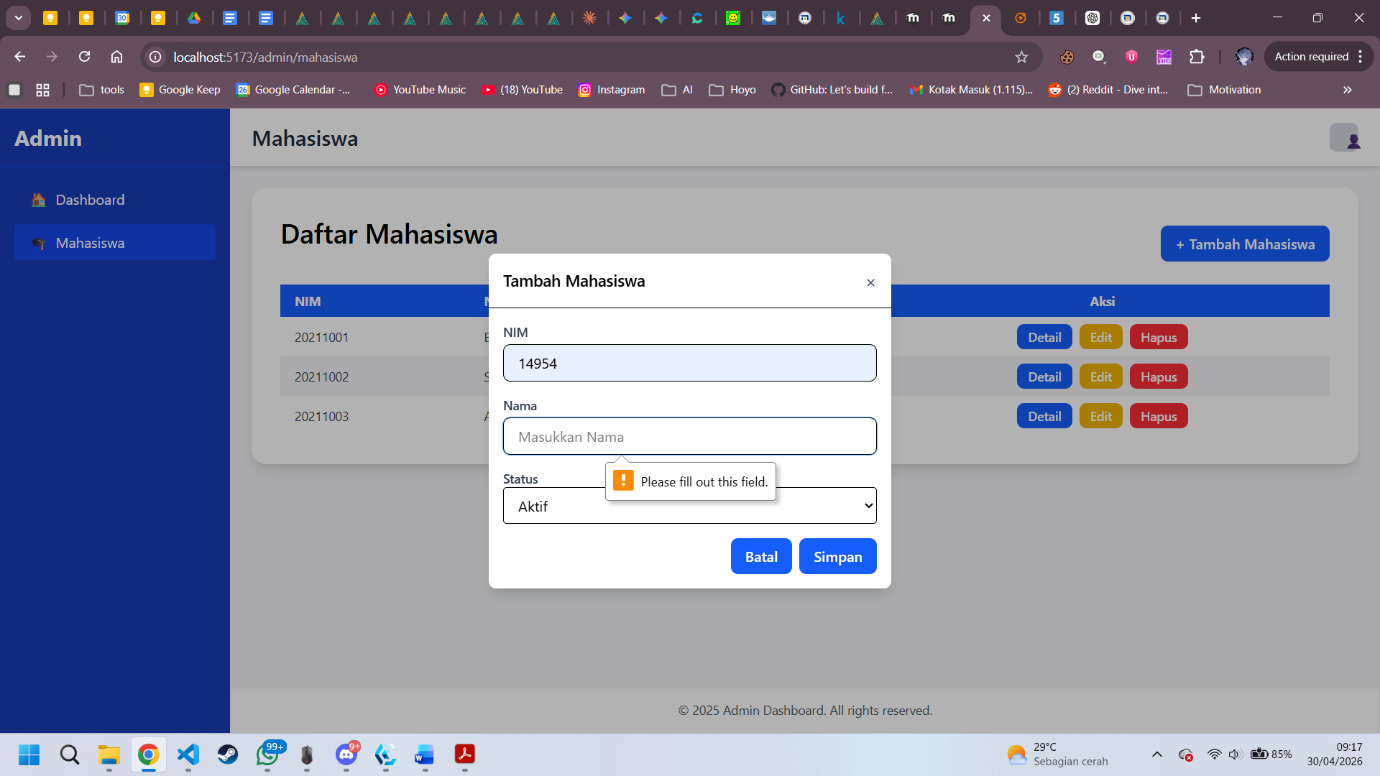 localhost:5173/admin/mahasiswa
Action required
tools
Google Keep
Google Calendar -...
YouTube Music
(18) YouTube
Instagram
AI
Hoyo
GitHub: Let's build f...
Kotak Masuk (1.115)...
(2) Reddit - Dive int...
Motivation
»
Admin
Mahasiswa
Dashboard
Mahasiswa
Daftar Mahasiswa
+ Tambah Mahasiswa
NIM
Aksi
20211001
Detail Edit Hapus
20211002
Detail Edit Hapus
20211003
Detail Edit Hapus
Tambah Mahasiswa
×
NIM
14954
Nama
Masukkan Nama
Please fill out this field.
Status
Aktif
Batal Simpan
© 2025 Admin Dashboard. All rights reserved.
99+
9+
29°C
Sebagian cerah
85%
09:17
30/04/2026